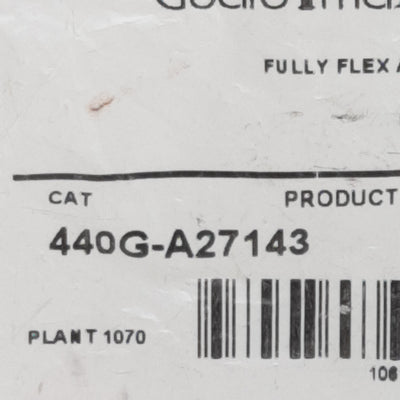 FULLY FLEX
CAT
PRODUCT
440G-A27143
PLANT 1070
106